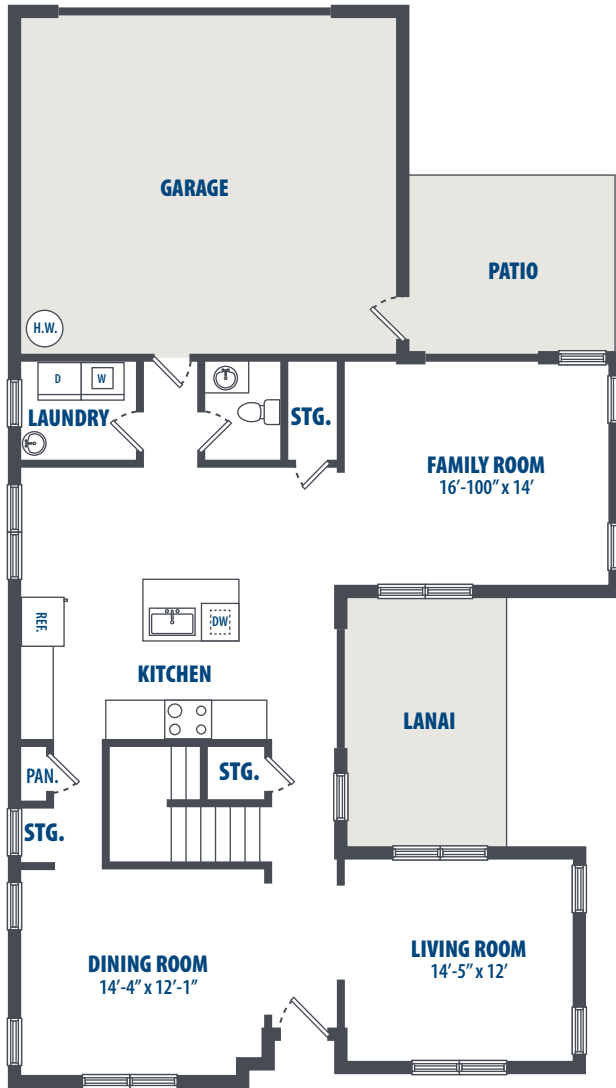 GARAGE
PATIO
H.W.
D
W
LAUNDRY
STG.
FAMILY ROOM
16’-100” x 14’
REF.
DW
KITCHEN
LANAI
PAN.
STG.
STG.
DINING ROOM
14’-4” x 12’-1”
LIVING ROOM
14’-5” x 12’